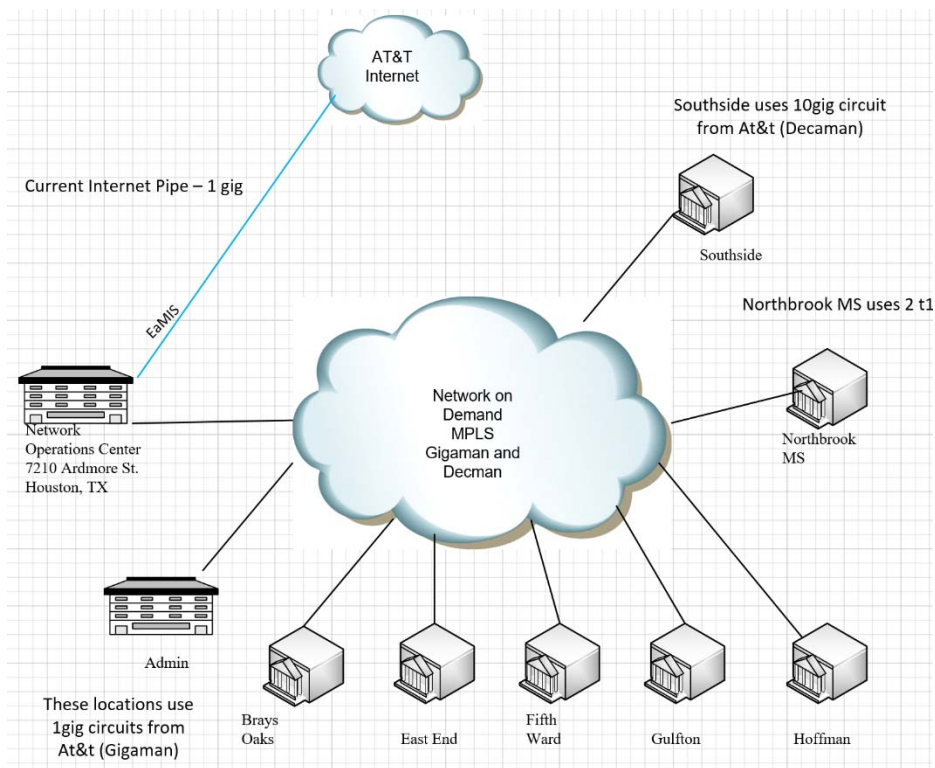 AT&T
Internet
Southside uses 10gig circuit
from At&t (Decaman)
Current Internet Pipe – 1 gig
Southside
EaMIS
Northbrook MS uses 2 t1
Network on
Demand
MPLS
Gigaman and
Decman
Network
Operations Center
7210 Ardmore St.
Houston, TX
Northbrook
MS
Admin
These locations use
1gig circuits from
At&t (Gigaman)
Brays
Oaks
East End
Fifth
Ward
Gulfton
Hoffman